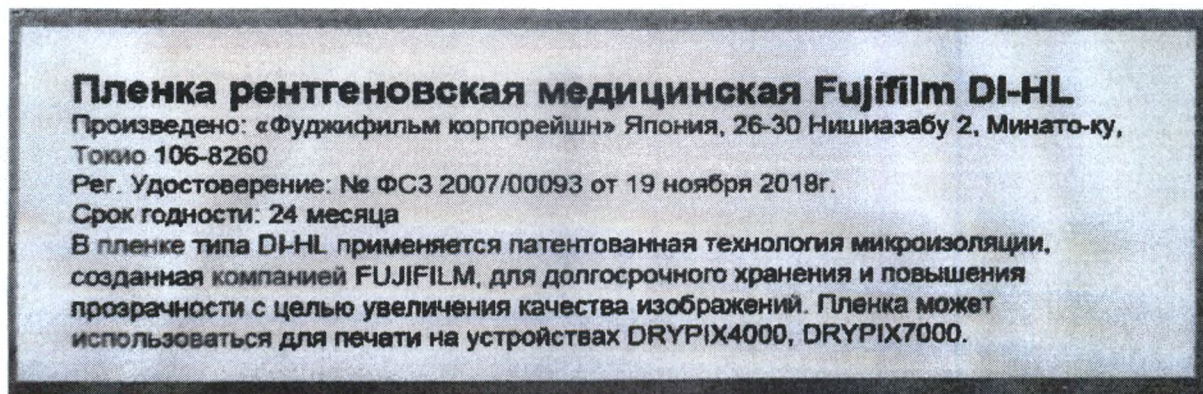 Пленка рентгеновская медицинская Fujifilm DI-HL
Произведено: «Фуджифильм корпорейшн» Япония, 26-30 Нишиазабу 2, Минато-ку,
Токио 106-8260
Рег. Удостоверение: № ФСЗ 2007/00093 от 19 ноября 2018г.
Срок годности: 24 месяца
В пленке типа DI-HL применяется патентованная технология микроизоляции,
созданная компанией FUJIFILM, для долгосрочного хранения и повышения
прозрачности с целью увеличения качества изображений. Пленка может
использоваться для печати на устройствах DRYPIX4000, DRYPIX7000.